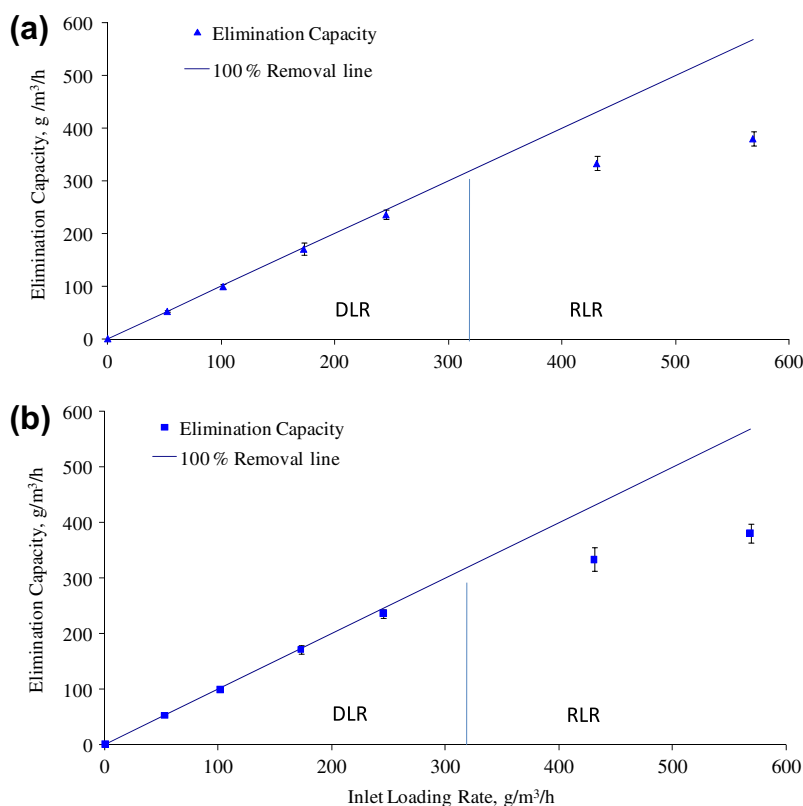 (a)
Elimination Capacity
100 % Removal line
Elimination Capacity, g /m³/h
600
500
400
300
200
100
0
DLR
RLR
0
100
200
300
400
500
600
(b)
Elimination Capacity
100 % Removal line
Elimination Capacity, g/m³/h
600
500
400
300
200
100
0
DLR
RLR
0
100
200
300
400
500
600
Inlet Loading Rate, g/m³/h